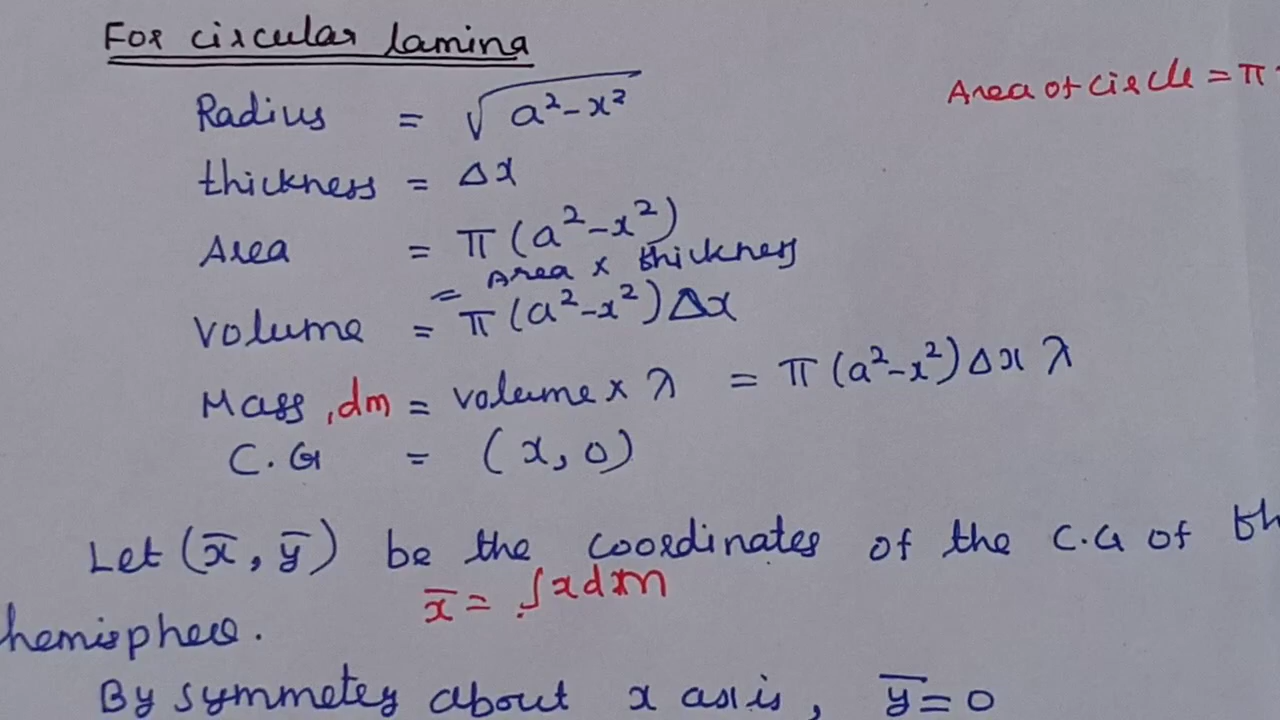 For circular lamina
Area of circle = π
Radius = √a²-x²
thickness = Δx
Area = π(a²-x²)
= Area x thickness
Volume = π(a²-x²)Δx
Mass, dm = volume x λ = π(a²-x²)Δx λ
C.G = (x, 0)
Let (x̄, ȳ) be the coordinates of the C.G of th
hemisphere.
x̄ = ∫x dm
By symmetry about x axis, ȳ=0